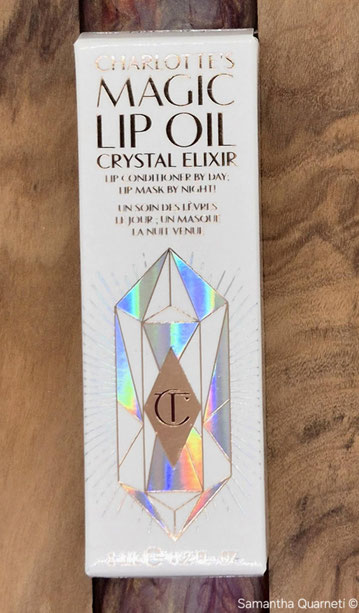 CHARLOTTE'S
MAGIC
LIP OIL
CRYSTAL ELIXIR
LIP CONDITIONER BY DAY;
LIP MASK BY NIGHT!
UN SOIN DES LÈVRES
LE JOUR ; UN MASQUE
LA NUIT VENUE
CT
Samantha Quarneti ©